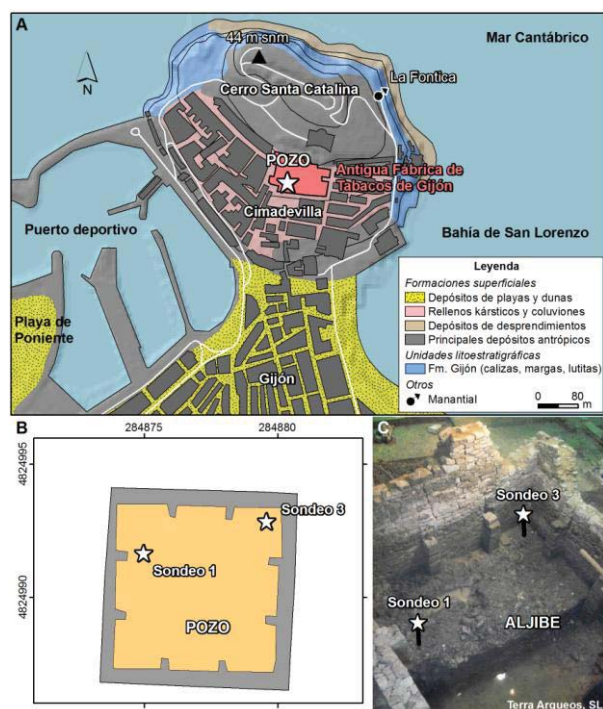 A
44 m snm
Mar Cantábrico
N
Cerro Santa Catalina
La Fontica
POZO
Antigua Fábrica de
Tabacos de Gijón
Cimadevilla
Puerto deportivo
Bahía de San Lorenzo
Playa de
Poniente
Gijón
Leyenda
Formaciones superficiales
Depósitos de playas y dunas
Rellenos kársticos y coluviones
Depósitos de desprendimientos
Principales depósitos antrópicos
Unidades litoestratigráficas
Fm. Gijón (calizas, margas, lutitas)
Otros
Manantial
0 80
m
B
284875 284880
4824995
4824990
Sondeo 3
Sondeo 1
POZO
C
Sondeo 3
Sondeo 1
ALJIBE
Terra Arqueos, SL